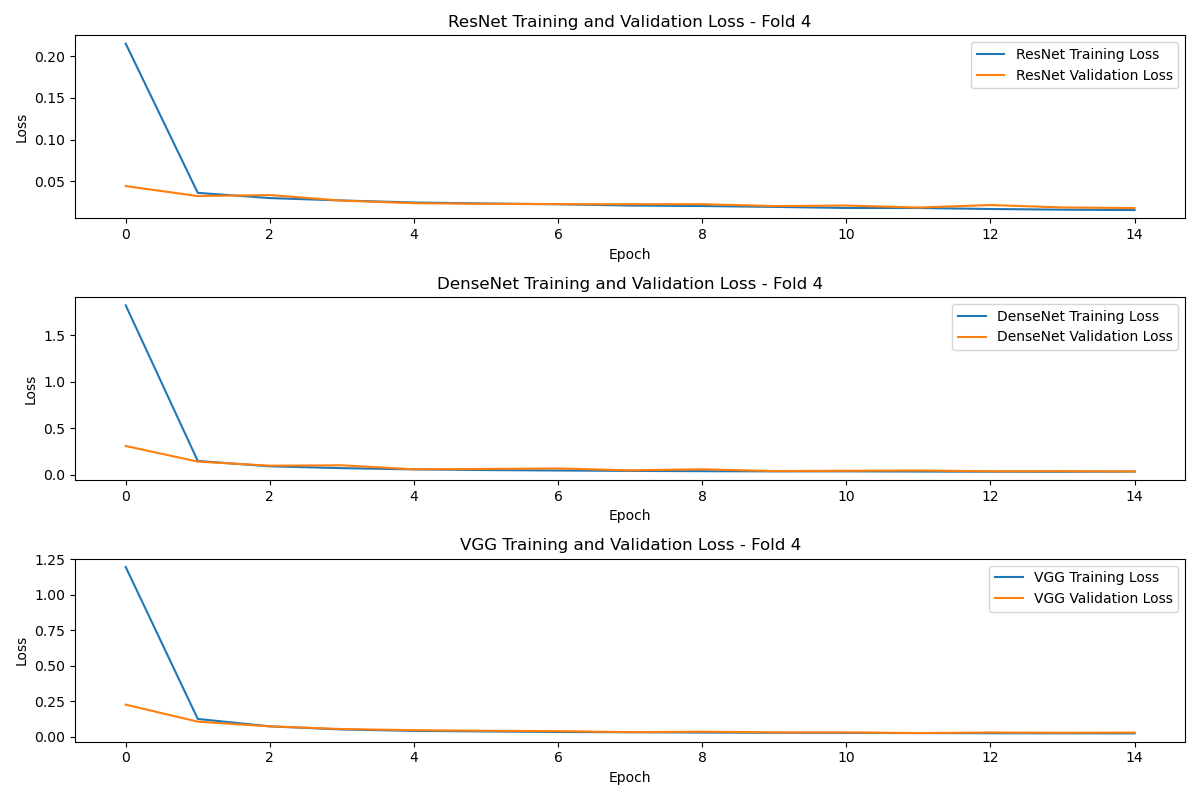 ResNet Training and Validation Loss - Fold 4
ResNet Training Loss
ResNet Validation Loss
Loss
0.20
0.15
0.10
0.05
0 2 4 6 8 10 12 14
Epoch
DenseNet Training and Validation Loss - Fold 4
DenseNet Training Loss
DenseNet Validation Loss
Loss
1.5
1.0
0.5
0.0
0 2 4 6 8 10 12 14
Epoch
VGG Training and Validation Loss - Fold 4
VGG Training Loss
VGG Validation Loss
Loss
1.25
1.00
0.75
0.50
0.25
0.00
0 2 4 6 8 10 12 14
Epoch